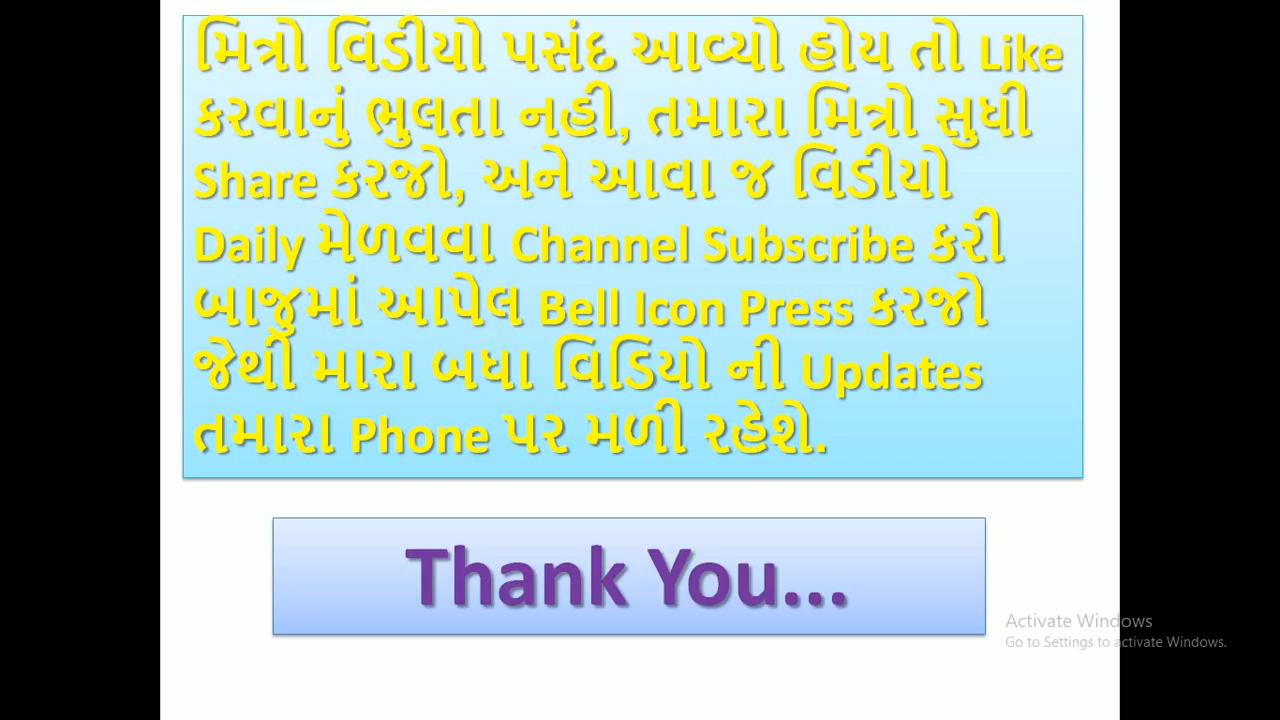 મિત્રો વિડીયો પસંદ આવ્યો હોય તો Like
કરવાનું ભુલતા નહી, તમારા મિત્રો સુધી
Share કરજો, અને આવા જ વિડીયો
Daily મેળવવા Channel Subscribe કરી
બાજુમાં આપેલ Bell Icon Press કરજો
જેથી મારા બધા વિડિયો ની Updates
તમારા Phone પર મળી રહેશે.
Thank You...
Activate Windows
Go to Settings to activate Windows.